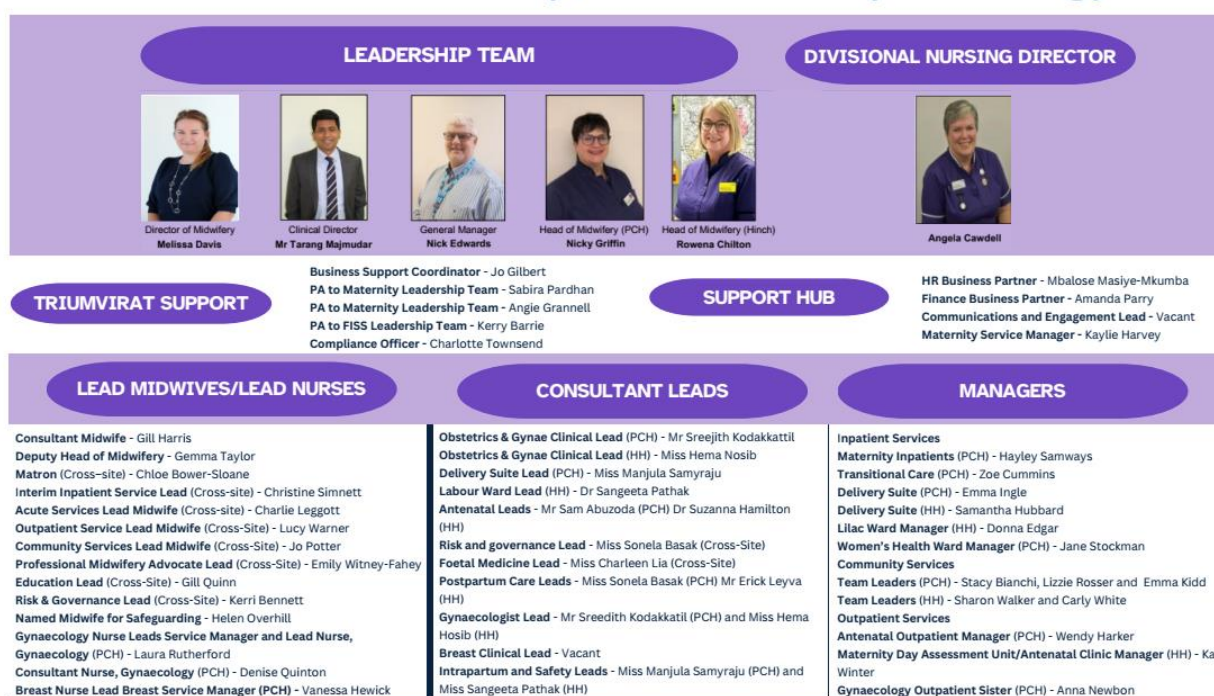 LEADERSHIP TEAM
DIVISIONAL NURSING DIRECTOR
Director of Midwifery
Melissa Davis
Clinical Director
Mr Tarang Majmudar
General Manager
Nick Edwards
Head of Midwifery (PCH)
Nicky Griffin
Head of Midwifery (Hinch)
Rowena Chilton
Angela Cawdell
TRIUMVIRAT SUPPORT
Business Support Coordinator - Jo Gilbert
PA to Maternity Leadership Team - Sabira Pardhan
PA to Maternity Leadership Team - Angie Grannell
PA to FISS Leadership Team - Kerry Barrie
Compliance Officer - Charlotte Townsend
SUPPORT HUB
HR Business Partner - Mbalose Masiye-Mkumba
Finance Business Partner - Amanda Parry
Communications and Engagement Lead - Vacant
Maternity Service Manager - Kaylie Harvey
LEAD MIDWIVES/LEAD NURSES
Consultant Midwife - Gill Harris
Deputy Head of Midwifery - Gemma Taylor
Matron (Cross–site) - Chloe Bower-Sloane
Interim Inpatient Service Lead (Cross-site) - Christine Simnett
Acute Services Lead Midwife (Cross-site) - Charlie Leggott
Outpatient Service Lead Midwife (Cross-Site) - Lucy Warner
Community Services Lead Midwife (Cross-Site) - Jo Potter
Professional Midwifery Advocate Lead (Cross-Site) - Emily Witney-Fahey
Education Lead (Cross-Site) - Gill Quinn
Risk & Governance Lead (Cross-Site) - Kerri Bennett
Named Midwife for Safeguarding - Helen Overhill
Gynaecology Nurse Leads Service Manager and Lead Nurse,
Gynaecology (PCH) - Laura Rutherford
Consultant Nurse, Gynaecology (PCH) - Denise Quinton
Breast Nurse Lead Breast Service Manager (PCH) - Vanessa Hewick
CONSULTANT LEADS
Obstetrics & Gynae Clinical Lead (PCH) - Mr Sreejith Kodakkattil
Obstetrics & Gynae Clinical Lead (HH) - Miss Hema Nosib
Delivery Suite Lead (PCH) - Miss Manjula Samyraju
Labour Ward Lead (HH) - Dr Sangeeta Pathak
Antenatal Leads - Mr Sam Abuzoda (PCH) Dr Suzanna Hamilton
(HH)
Risk and governance Lead - Miss Sonela Basak (Cross-Site)
Foetal Medicine Lead - Miss Charleen Lia (Cross-Site)
Postpartum Care Leads - Miss Sonela Basak (PCH) Mr Erick Leyva
(HH)
Gynaecologist Lead - Mr Sreedith Kodakkatil (PCH) and Miss Hema
Hosib (HH)
Breast Clinical Lead - Vacant
Intrapartum and Safety Leads - Miss Manjula Samyraju (PCH) and
Miss Sangeeta Pathak (HH)
MANAGERS
Inpatient Services
Maternity Inpatients (PCH) - Hayley Samways
Transitional Care (PCH) - Zoe Cummins
Delivery Suite (PCH) - Emma Ingle
Delivery Suite (HH) - Samantha Hubbard
Lilac Ward Manager (HH) - Donna Edgar
Women's Health Ward Manager (PCH) - Jane Stockman
Community Services
Team Leaders (PCH) - Stacy Bianchi, Lizzie Rosser and Emma Kidd
Team Leaders (HH) - Sharon Walker and Carly White
Outpatient Services
Antenatal Outpatient Manager (PCH) - Wendy Harker
Maternity Day Assessment Unit/Antenatal Clinic Manager (HH) -
Winter
Gynaecology Outpatient Sister (PCH) - Anna Newbon